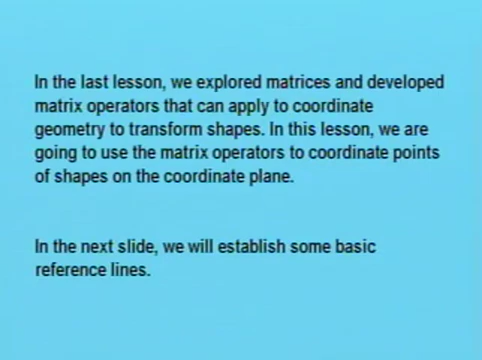 In the last lesson, we explored matrices and developed
matrix operators that can apply to coordinate
geometry to transform shapes. In this lesson, we are
going to use the matrix operators to coordinate points
of shapes on the coordinate plane.
In the next slide, we will establish some basic
reference lines.